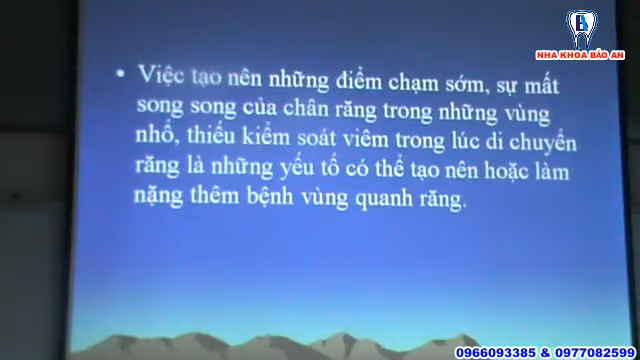 NHA KHOA BẢO AN
• Việc tạo nên những điểm chạm sớm, sự mất
song song của chân răng trong những vùng
nhổ, thiếu kiểm soát viêm trong lúc di chuyển
răng là những yếu tố có thể tạo nên hoặc làm
nặng thêm bệnh vùng quanh răng.
0966093385 & 0977082599